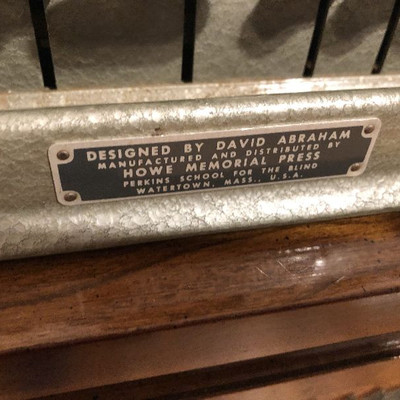 DESIGNED BY DAVID ABRAHAM
MANUFACTURED AND DISTRIBUTED BY
HOWE MEMORIAL PRESS
PERKINS SCHOOL FOR THE BLIND
WATERTOWN, MASS., U.S.A.